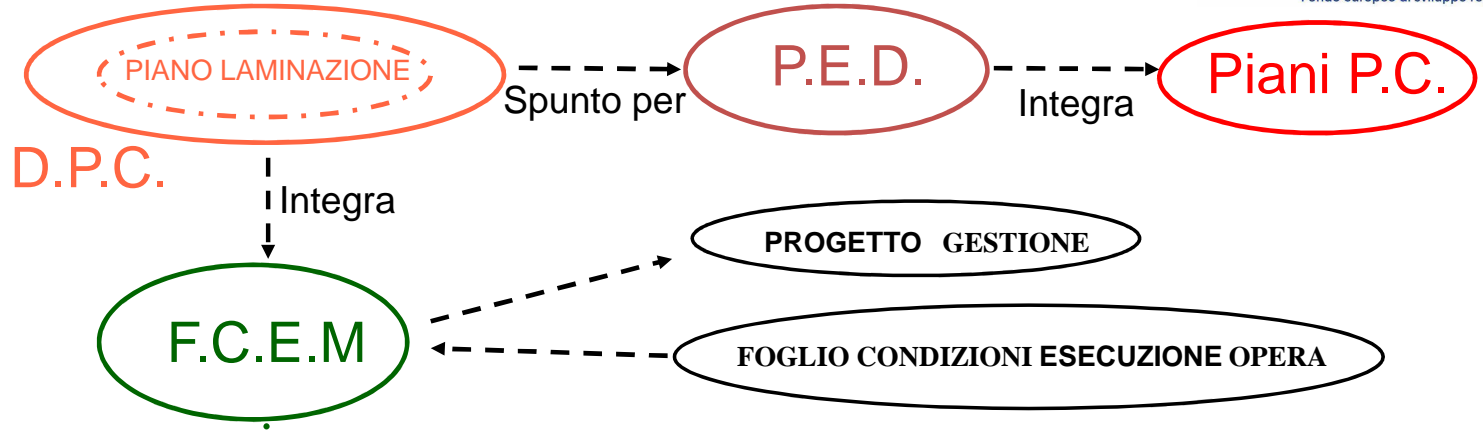 PIANO LAMINAZIONE
Spunto per
P.E.D.
Integra
Piani P.C.
D.P.C.
Integra
PROGETTO GESTIONE
F.C.E.M
FOGLIO CONDIZIONI ESECUZIONE OPERA